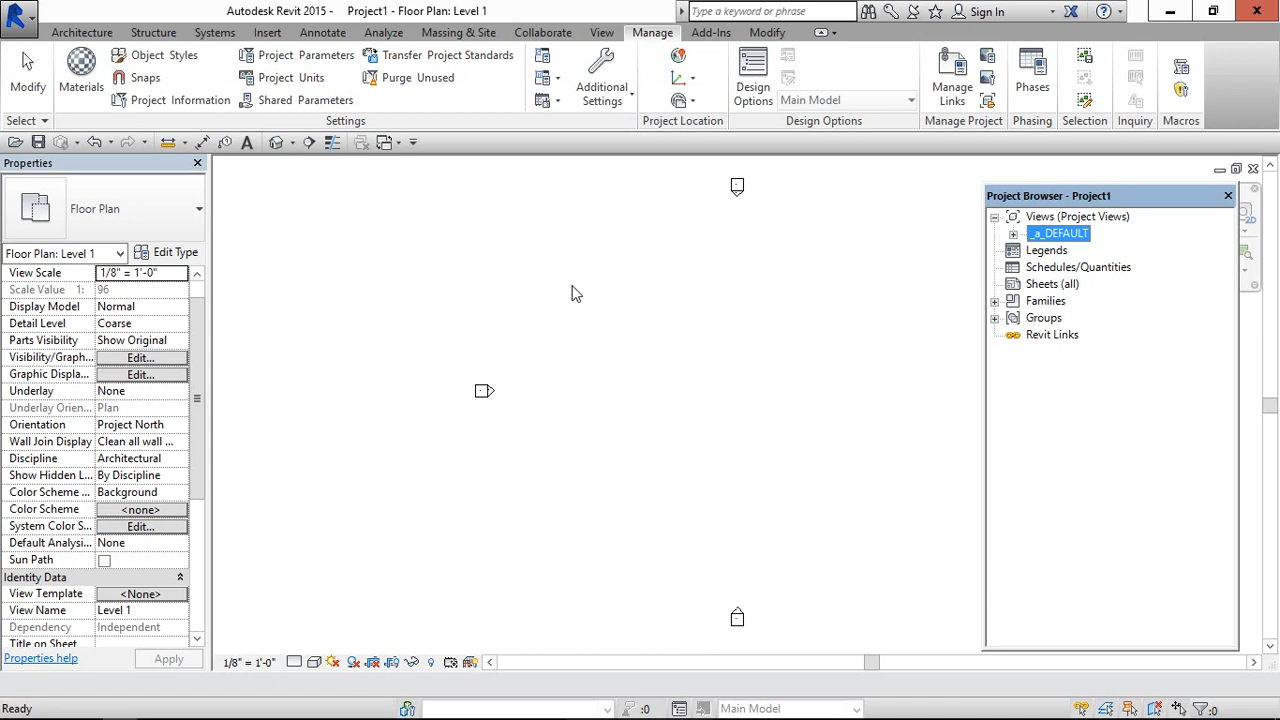 Autodesk Revit 2015 - Project1 - Floor Plan: Level 1
Type a keyword or phrase
Sign In
Architecture Structure Systems Insert Annotate Analyze Massing & Site Collaborate View Manage Add-Ins Modify
Modify
Materials
Object Styles
Snaps
Project Information
Project Parameters
Project Units
Shared Parameters
Transfer Project Standards
Purge Unused
Additional
Settings
Design
Options
Main Model
Manage
Links
Phases
Select Settings Project Location Design Options Manage Project Phasing Selection Inquiry Macros
Properties
Floor Plan
Floor Plan: Level 1 Edit Type
View Scale 1/8" = 1'-0"
Scale Value 1: 96
Display Model Normal
Detail Level Coarse
Parts Visibility Show Original
Visibility/Graph... Edit...
Graphic Displa... Edit...
Underlay None
Underlay Orien... Plan
Orientation Project North
Wall Join Display Clean all wall ...
Discipline Architectural
Show Hidden L... By Discipline
Color Scheme ... Background
Color Scheme <none>
System Color S... Edit...
Default Analysi... None
Sun Path
Identity Data
View Template <None>
View Name Level 1
Dependency Independent
Title on Sheet
Properties help Apply
Project Browser - Project1
Views (Project Views)
_a_DEFAULT
Legends
Schedules/Quantities
Sheets (all)
Families
Groups
Revit Links
1/8" = 1'-0"
Ready :0 Main Model :0